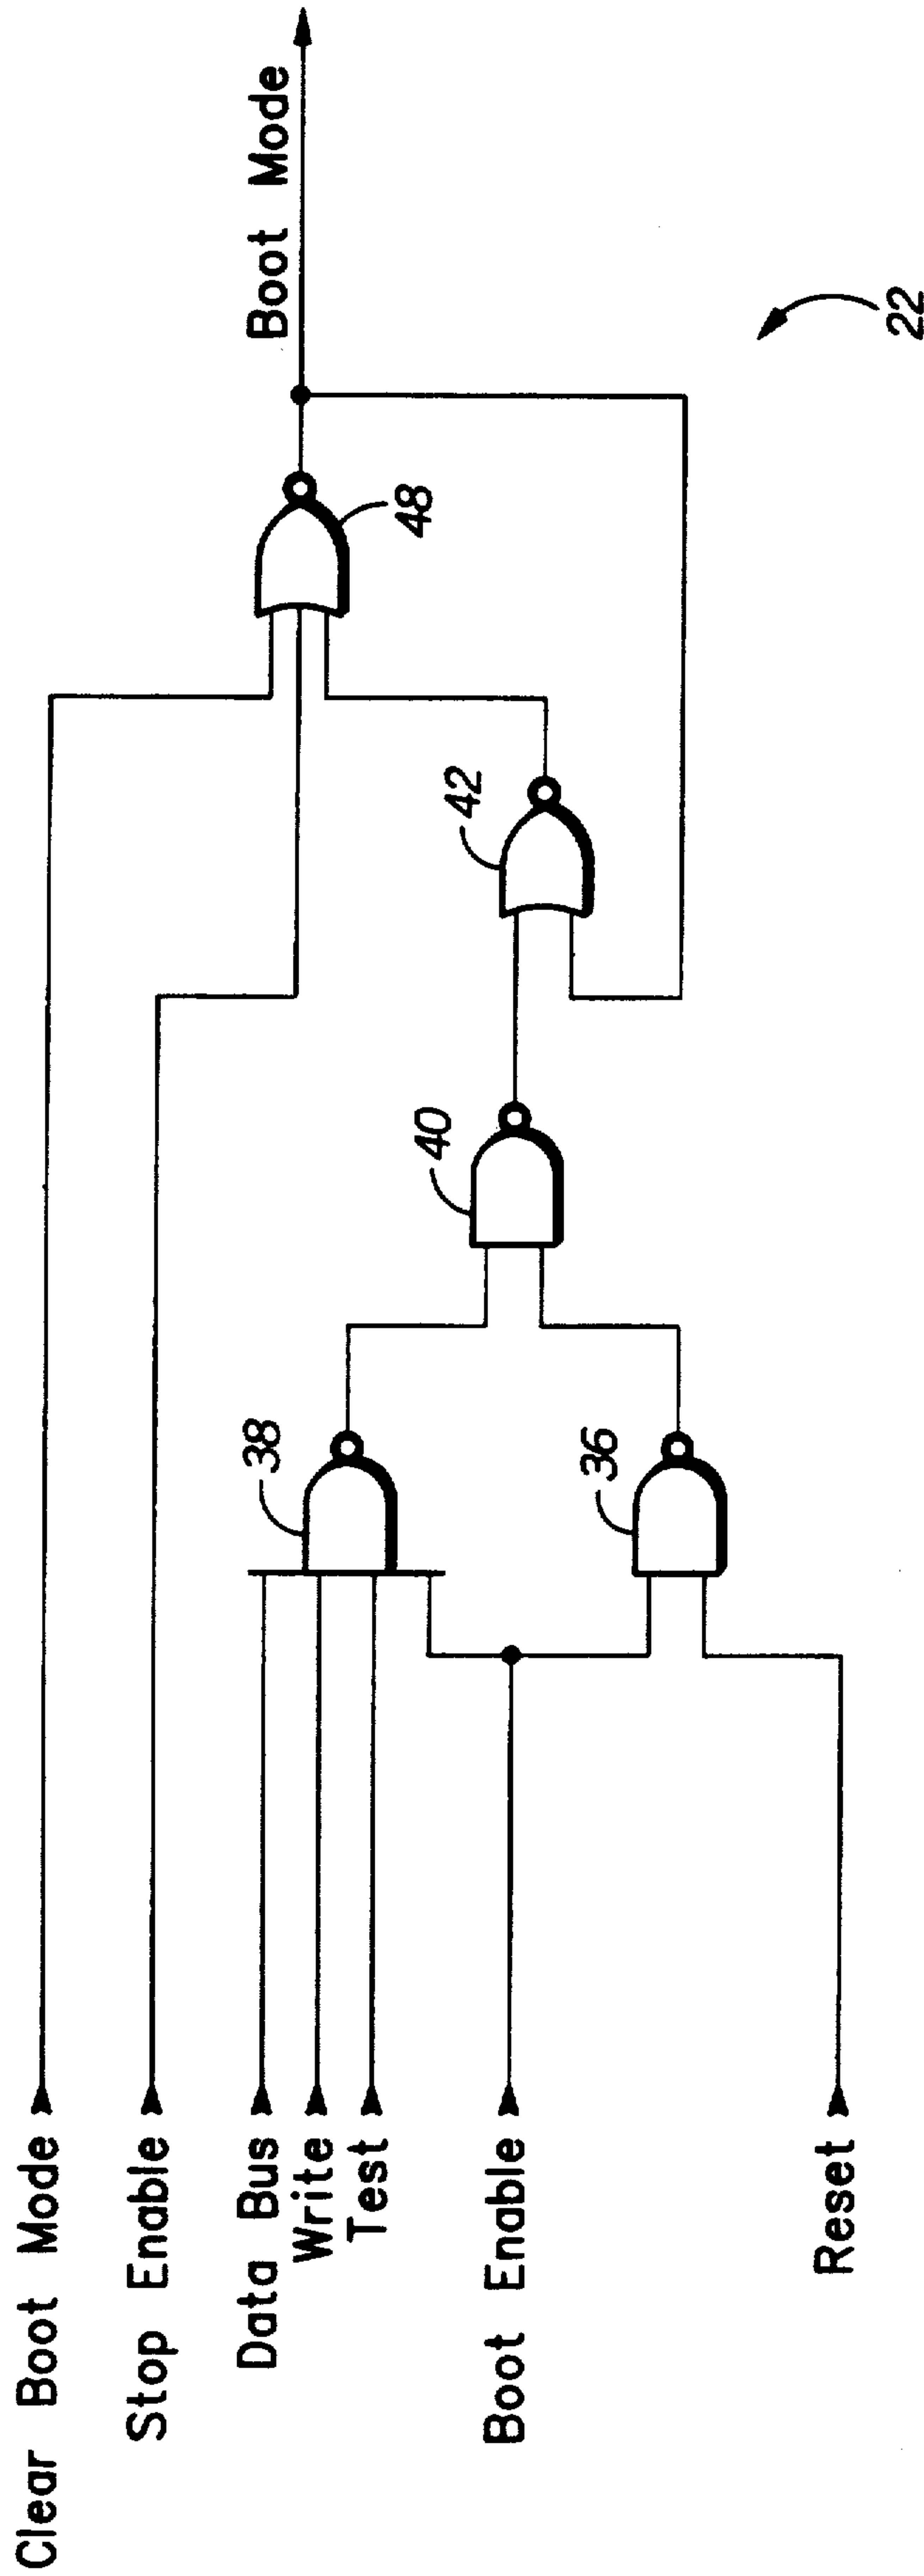 Clear Boot Mode
Stop Enable
Data Bus
Write
Test
Boot Enable
Reset
38
36
40
42
48
Boot Mode
22